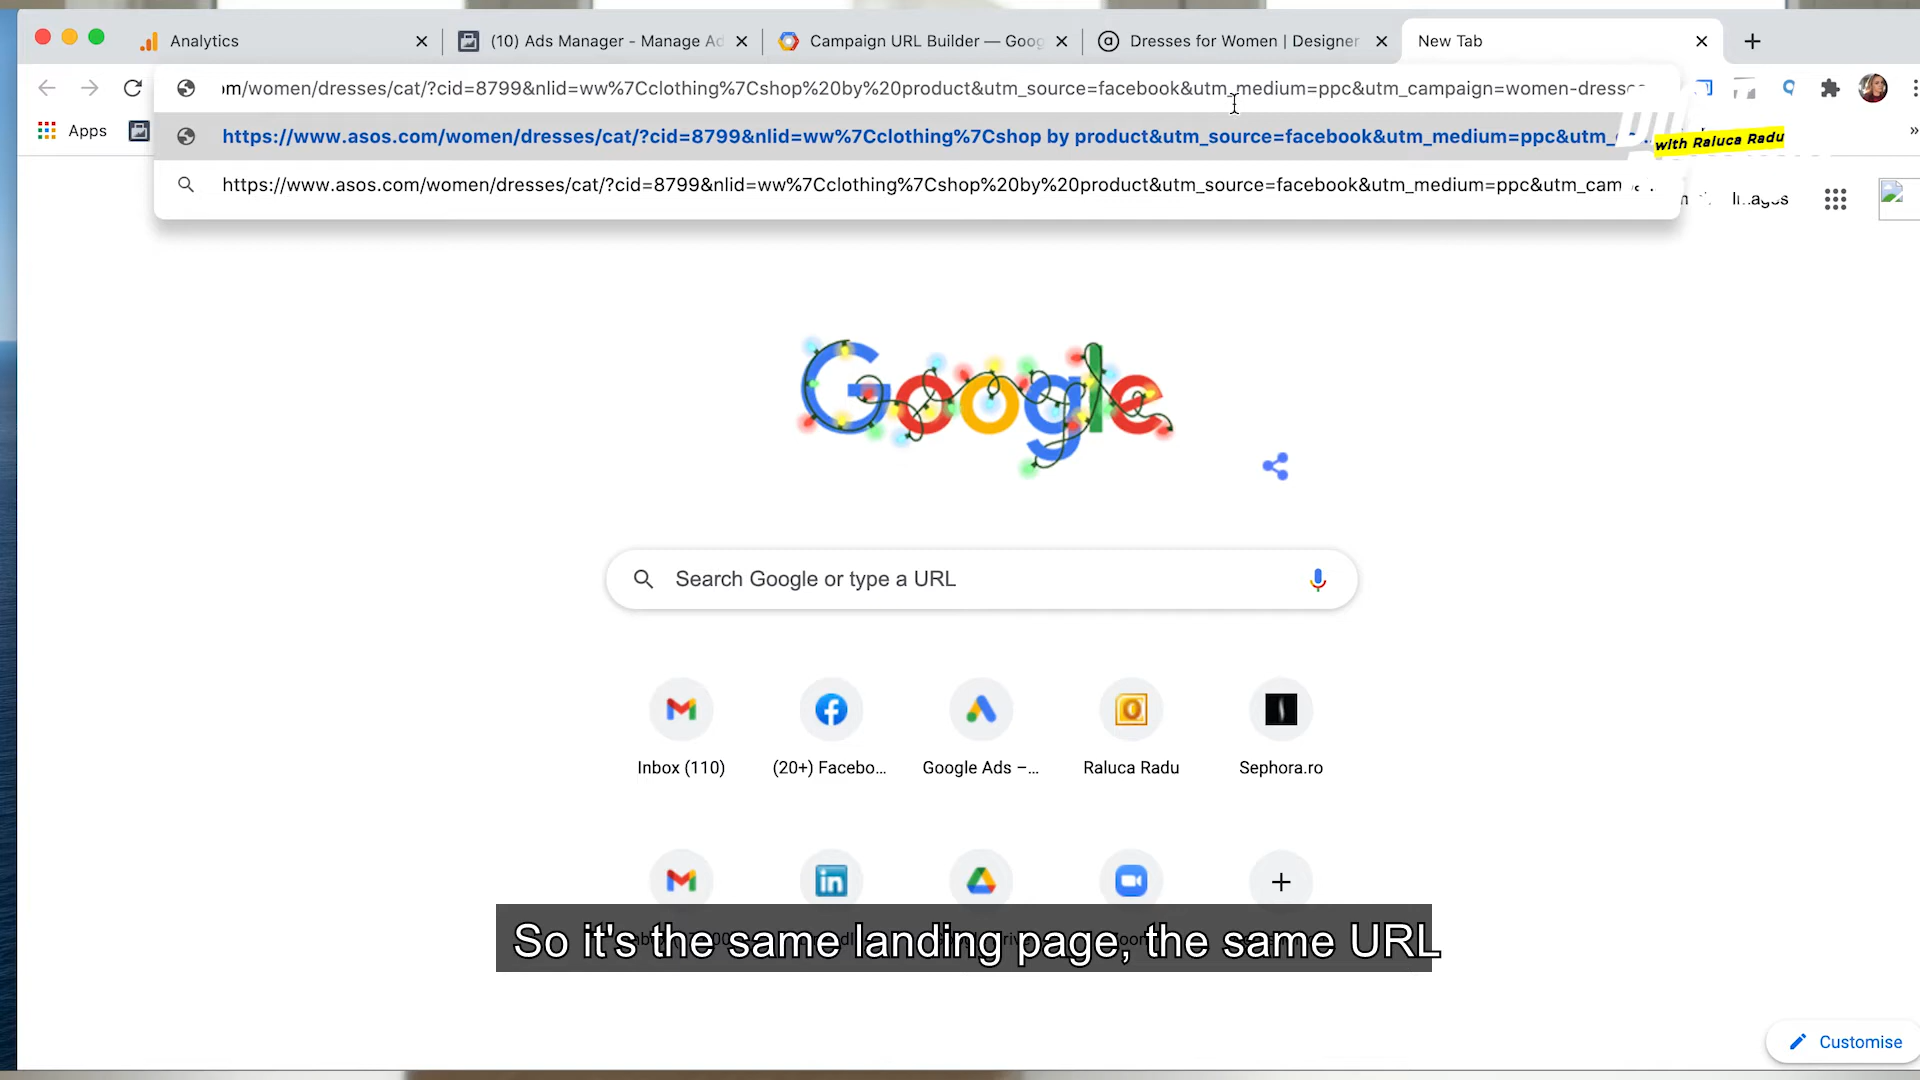 Analytics
(10) Ads Manager - Manage Ad
Campaign URL Builder — Goog
Dresses for Women | Designer
New Tab
om/women/dresses/cat/?cid=8799&nlid=ww%7Cclothing%7Cshop%20by%20product&utm_source=facebook&utm_medium=ppc&utm_campaign=women-dresses
Apps
https://www.asos.com/women/dresses/cat/?cid=8799&nlid=ww%7Cclothing%7Cshop by product&utm_source=facebook&utm_medium=ppc&utm_c...
with Raluca Radu
https://www.asos.com/women/dresses/cat/?cid=8799&nlid=ww%7Cclothing%7Cshop%20by%20product&utm_source=facebook&utm_medium=ppc&utm_campa...
Images
Google
Search Google or type a URL
Inbox (110)
(20+) Facebo...
Google Ads –...
Raluca Radu
Sephora.ro
So it's the same landing page, the same URL
Customise